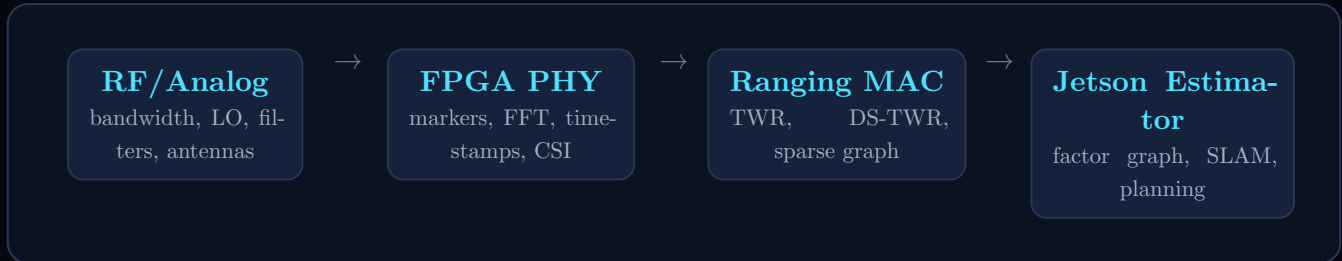 RF/Analog
bandwidth, LO, fil-
ters, antennas
→
FPGA PHY
markers, FFT, time-
stamps, CSI
→
Ranging MAC
TWR, DS-TWR,
sparse graph
→
Jetson Estima-
tor
factor graph, SLAM,
planning